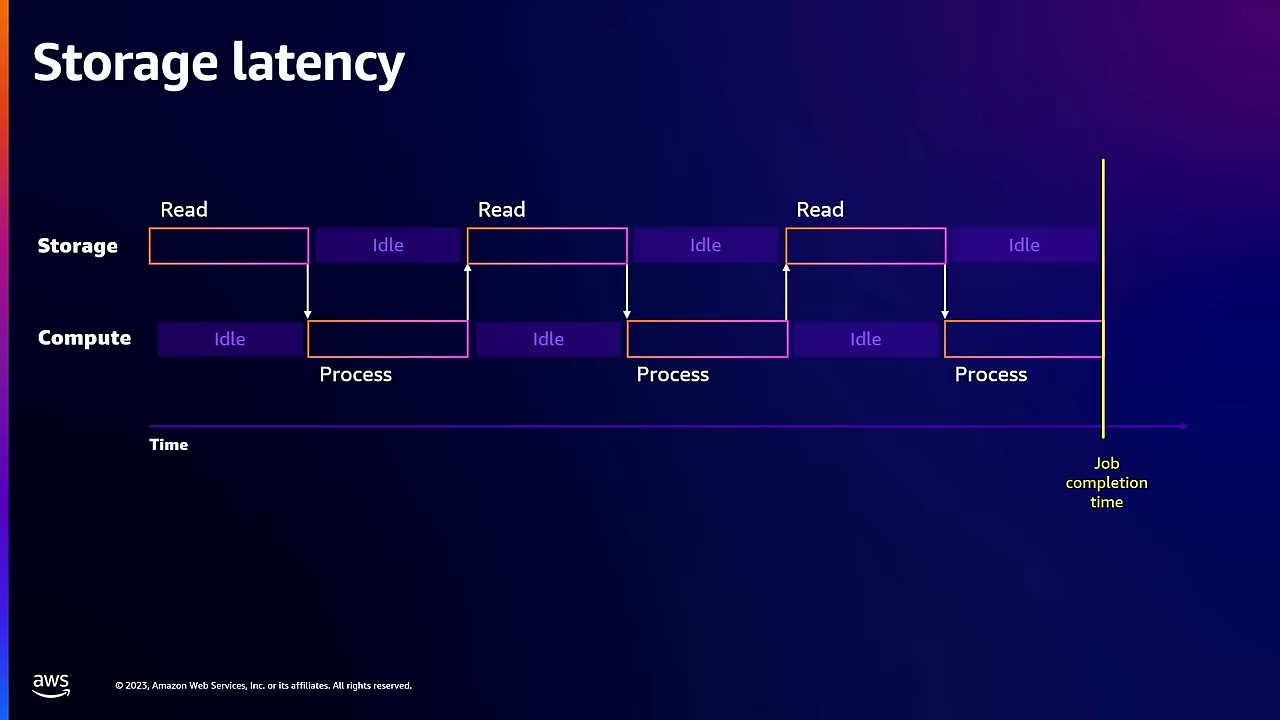 Storage latency
Read
Read
Read
Storage
Idle
Idle
Idle
Compute
Idle
Idle
Idle
Process
Process
Process
Time
Job
completion
time
aws
© 2023, Amazon Web Services, Inc. or its affiliates. All rights reserved.